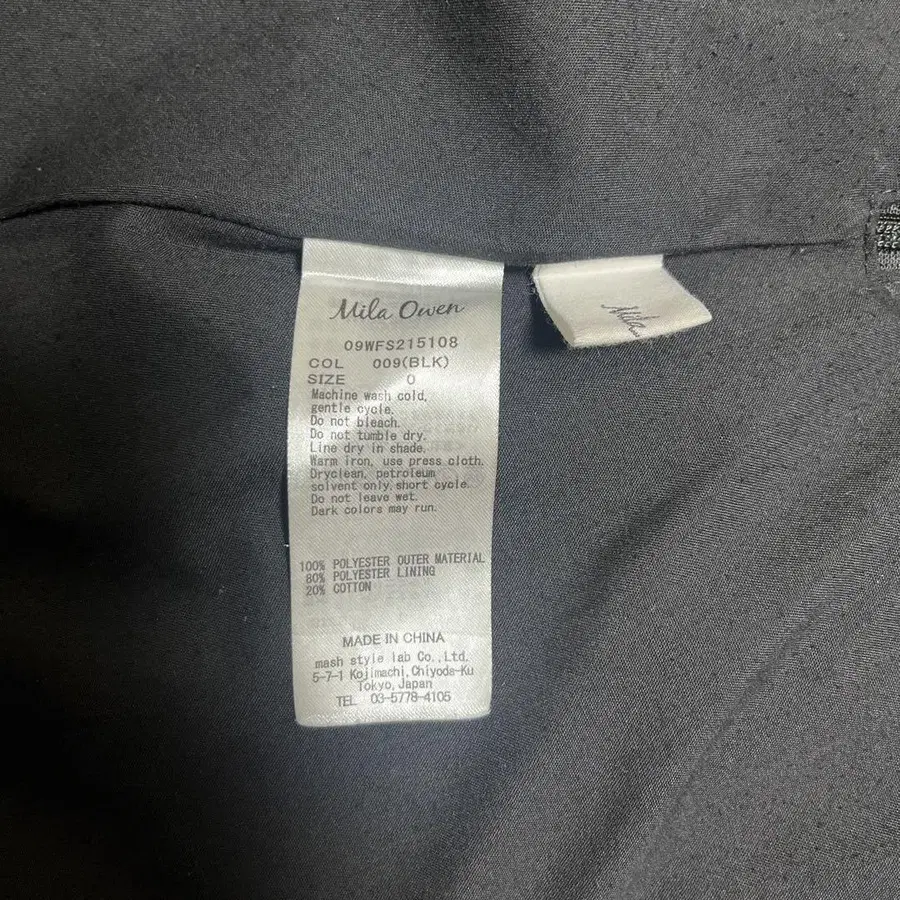 Mila Owen
09WFS215108
COL 009(BLK)
SIZE 0
Machine wash cold,
gentle cycle.
Do not bleach.
Do not tumble dry.
Line dry in shade.
Warm iron, use press cloth.
Dryclean, petroleum
solvent only. short cycle.
Do not leave wet.
Dark colors may run.
100% POLYESTER OUTER MATERIAL
80% POLYESTER LINING
20% COTTON
MADE IN CHINA
mash style lab Co.,Ltd.
5-7-1 Kojimachi,Chiyoda-Ku
Tokyo,Japan
TEL 03-5778-4105
Mila